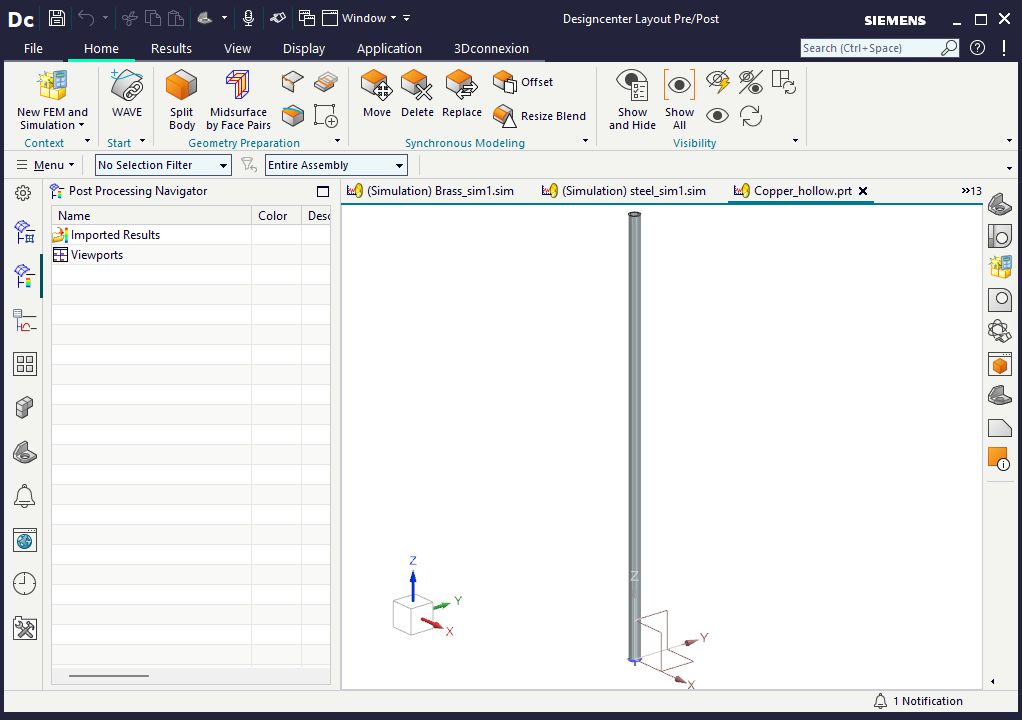 Dc Window Designcenter Layout Pre/Post SIEMENS
File Home Results View Display Application 3Dconnexion Search (Ctrl+Space)
New FEM and Simulation
WAVE
Split Body
Midsurface by Face Pairs
Move Delete Replace
Offset
Resize Blend
Show and Hide
Show All
Context Start Geometry Preparation Synchronous Modeling Visibility
Menu No Selection Filter Entire Assembly
Post Processing Navigator
(Simulation) Brass_sim1.sim (Simulation) steel_sim1.sim Copper_hollow.prt 13
Name Color Desc
Imported Results
Viewports
Z
Y
X
Z
Y
X
1 Notification